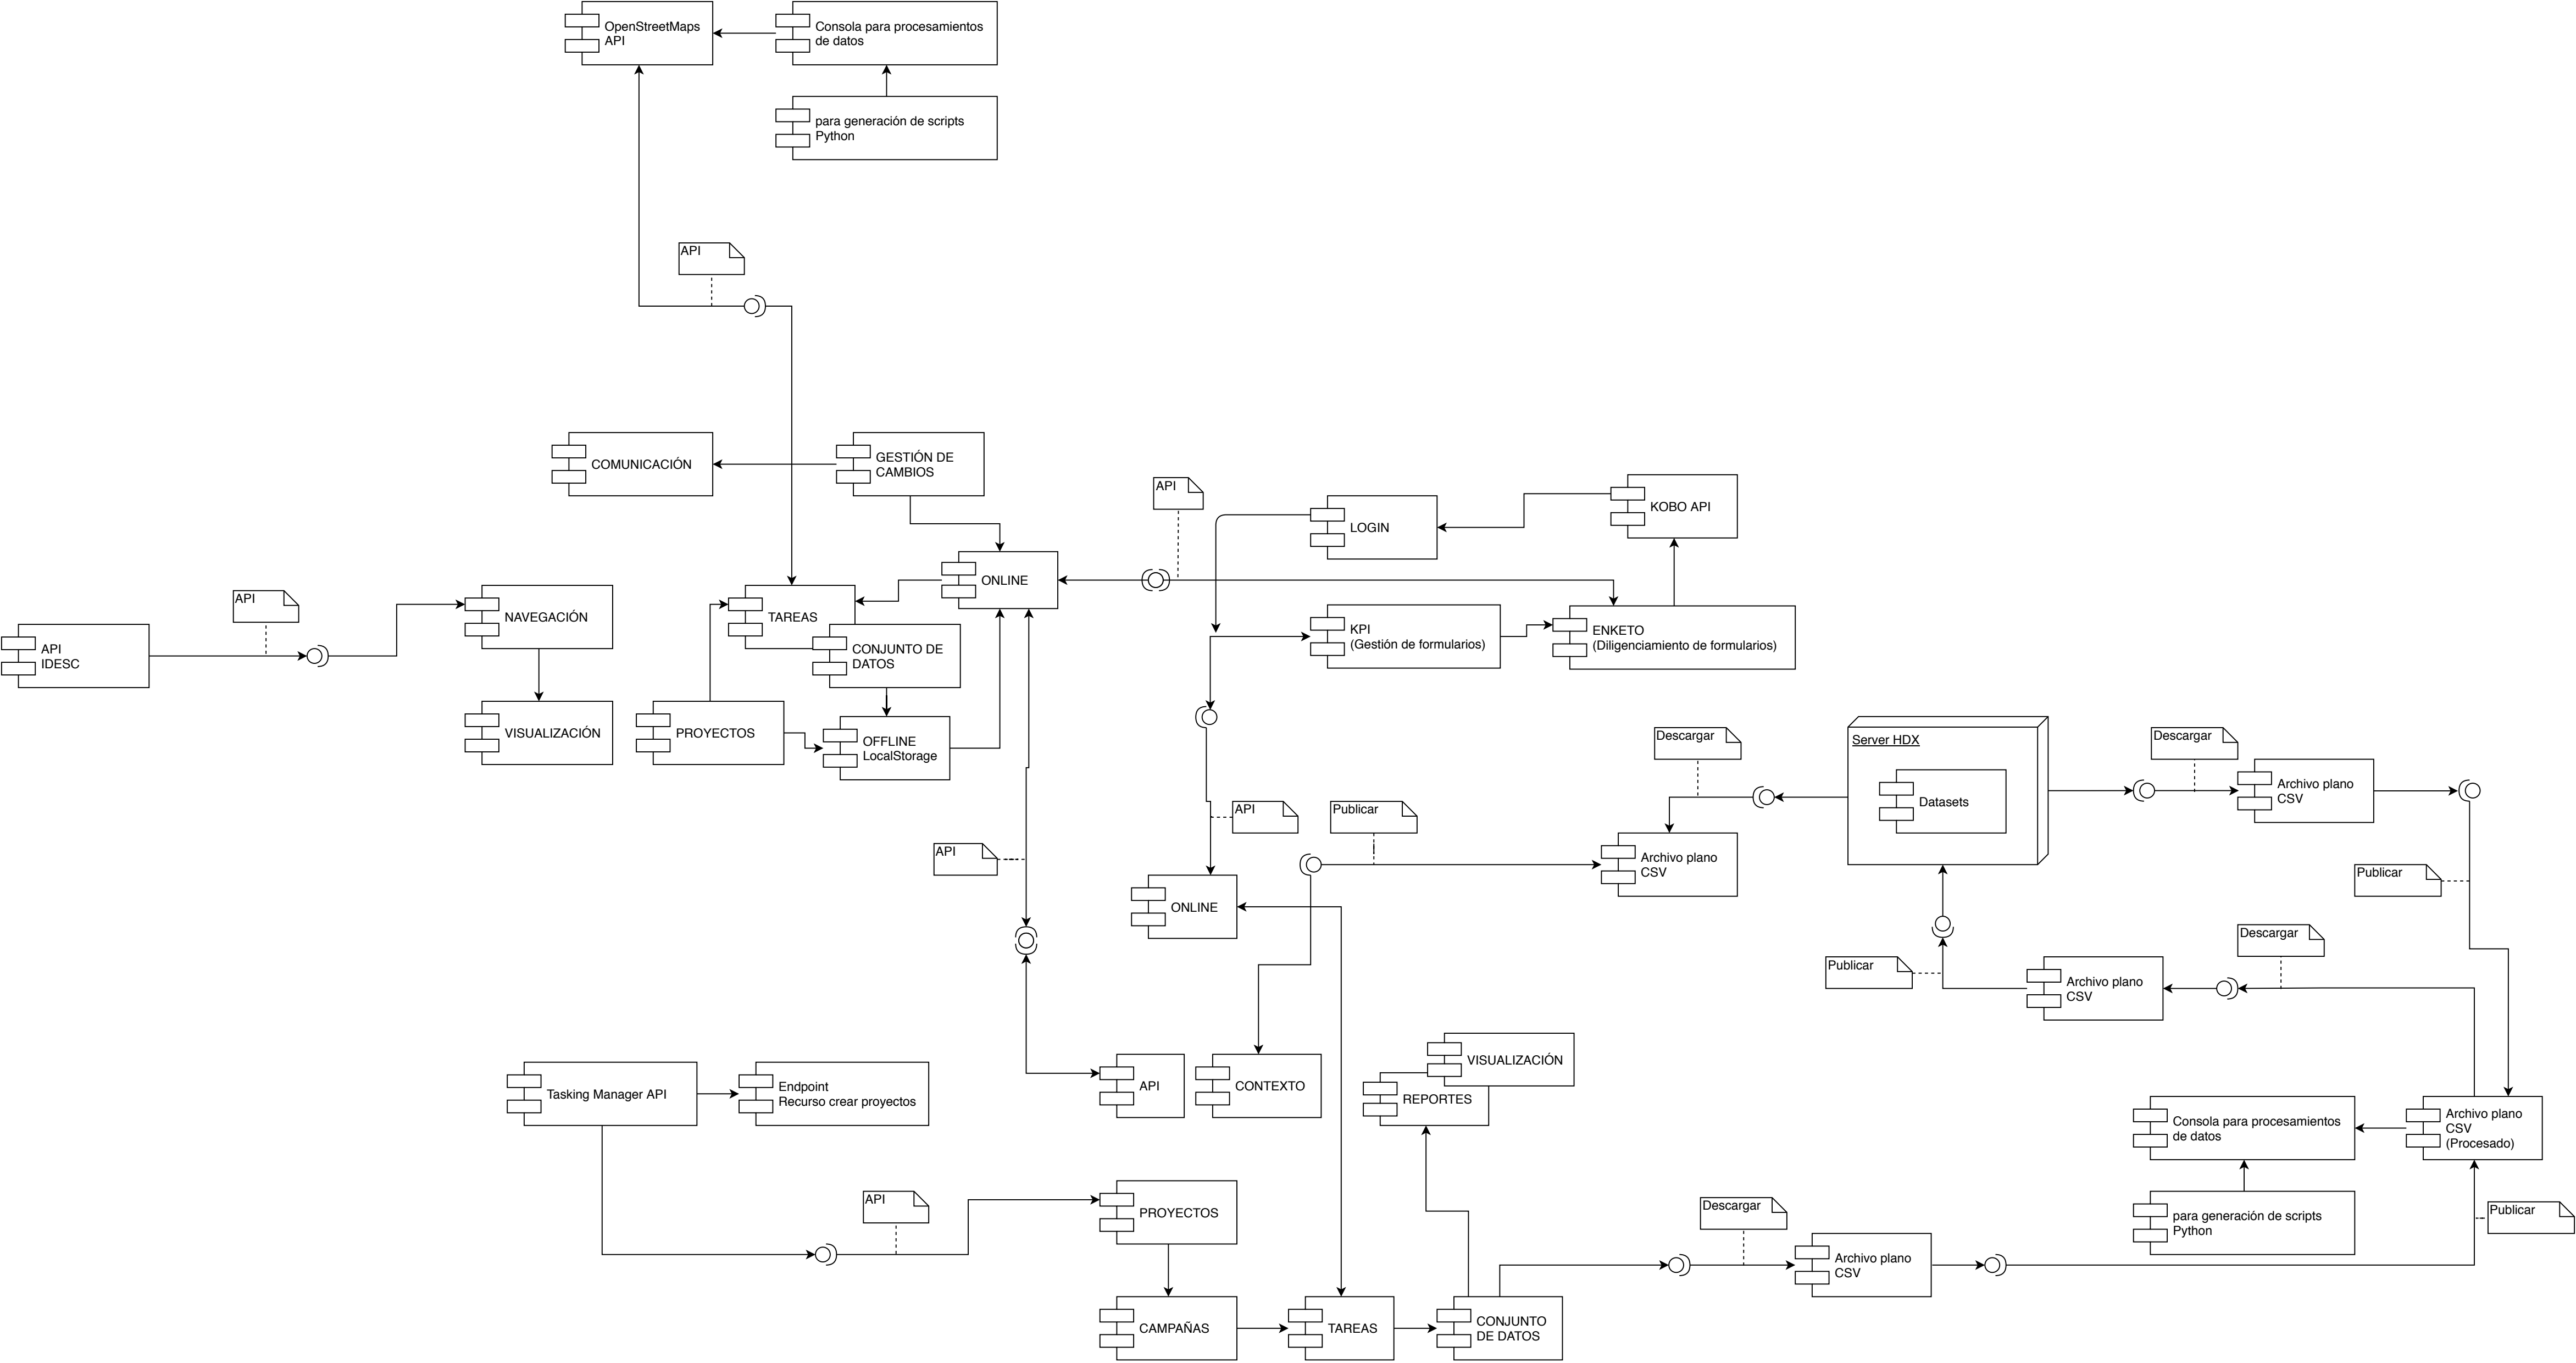 OpenStreetMaps
API
Consola para procesamientos
de datos
para generación de scripts
Python
API
COMUNICACIÓN
GESTIÓN DE
CAMBIOS
API
LOGIN
KOBO API
ONLINE
API
NAVEGACIÓN
TAREAS
KPI
(Gestión de formularios)
ENKETO
(Diligenciamiento de formularios)
API
IDESC
CONJUNTO DE
DATOS
VISUALIZACIÓN
PROYECTOS
OFFLINE
LocalStorage
Descargar
Server HDX
Datasets
Descargar
Archivo plano
CSV
API
Publicar
API
Archivo plano
CSV
Publicar
ONLINE
Descargar
Publicar
Archivo plano
CSV
VISUALIZACIÓN
Tasking Manager API
Endpoint
Recurso crear proyectos
API
CONTEXTO
REPORTES
Consola para procesamientos
de datos
Archivo plano
CSV
(Procesado)
API
PROYECTOS
Descargar
para generación de scripts
Python
Publicar
Archivo plano
CSV
CAMPAÑAS
TAREAS
CONJUNTO
DE DATOS